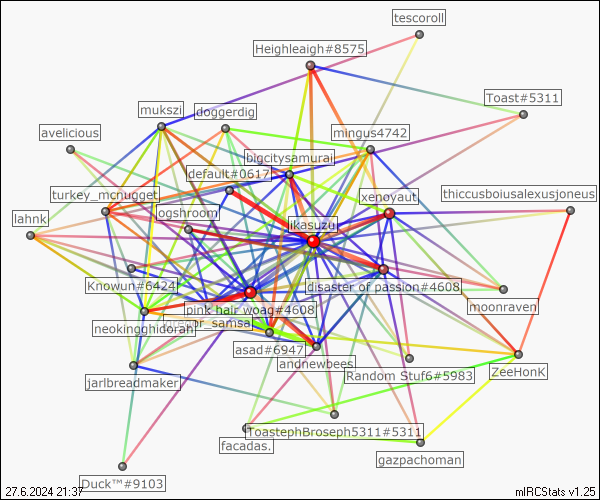 tescoroll
Heighleaigh#8575
Toast#5311
mukszi
doggerdig
mingus4742
avelicious
bigcitysamurai
default#0617
turkey_mcnugget
xenoyaut
thiccusboiusalexusjoneus
ogshroom
lahnk
ikasuzu
Knowun#6424
disaster of passion#4608
moonraven
pink hair woag#4608
gregor_samsa
neokingghidorah
asad#6947
andnewbees
Random Stuf6#5983
ZeeHonK
jarlbreadmaker
ToastephBroseph5311#5311
facadas.
gazpachoman
Duck™#9103
27.6.2024 21:37
mIRCStats v1.25